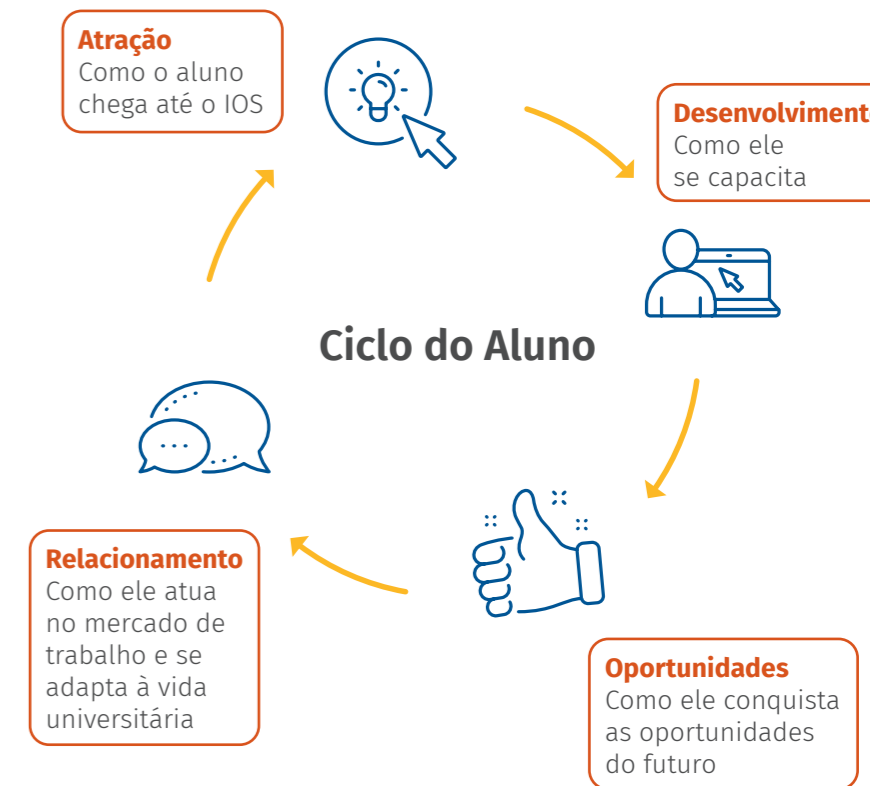 Atração
Como o aluno
chega até o IOS
Desenvolviment
Como ele
se capacita
Ciclo do Aluno
Relacionamento
Como ele atua
no mercado de
trabalho e se
adapta à vida
universitária
Oportunidades
Como ele conquista
as oportunidades
do futuro